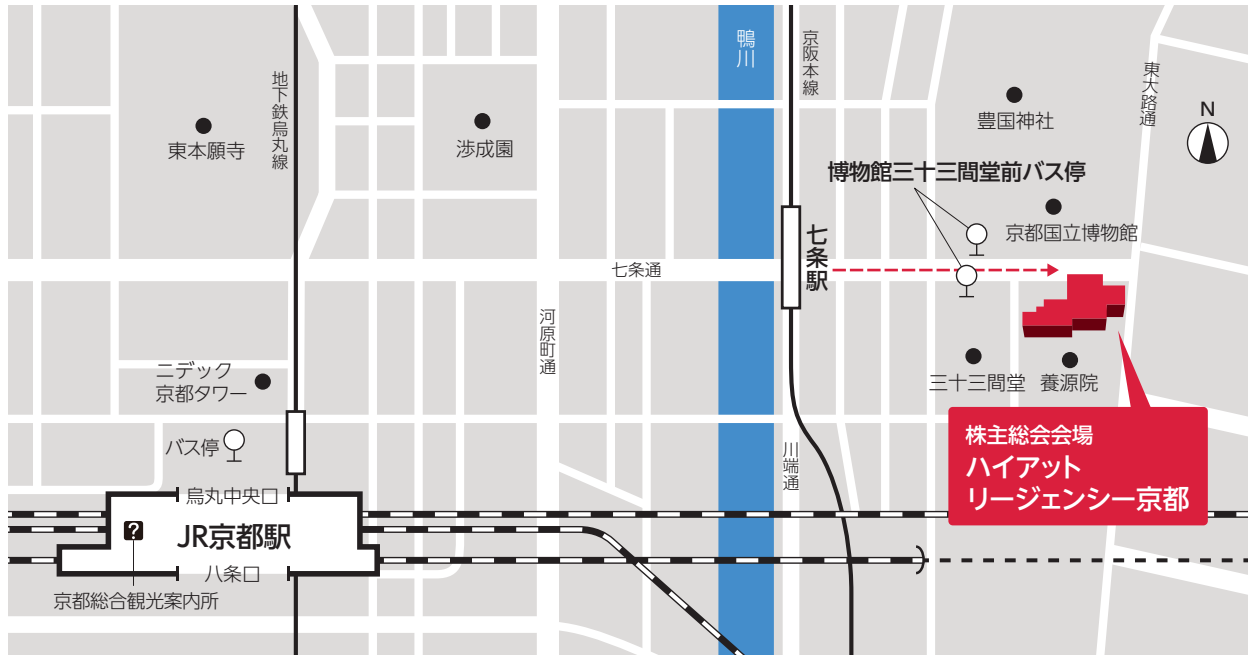 鴨川
京阪本線
地下鉄烏丸線
東大路通
N
東本願寺
渉成園
豊国神社
博物館三十三間堂前バス停
京都国立博物館
七条駅
七条通
河原町通
ニデック
京都タワー
三十三間堂
養源院
バス停
川端通
株主総会会場
ハイアット
リージェンシー京都
烏丸中央口
?
JR京都駅
八条口
京都総合観光案内所